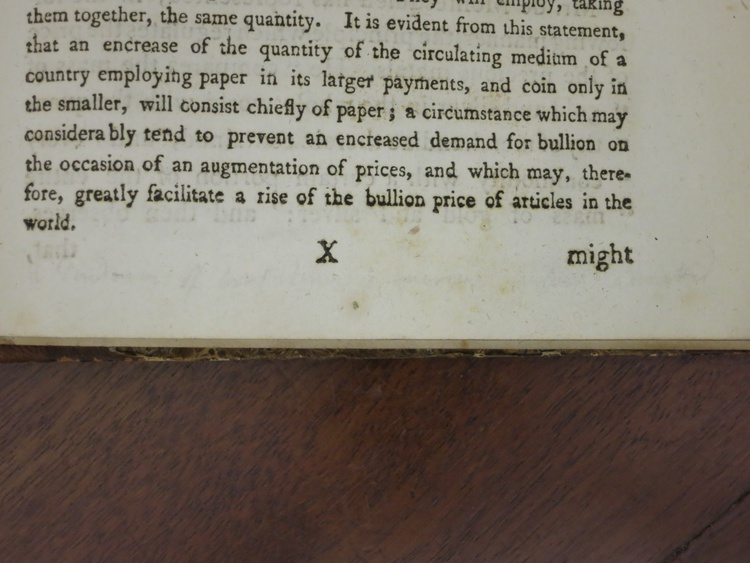 They will employ, taking
them together, the same quantity. It is evident from this statement,
that an encrease of the quantity of the circulating medium of a
country employing paper in its larger payments, and coin only in
the smaller, will consist chiefly of paper; a circumstance which may
considerably tend to prevent an encreased demand for bullion on
the occasion of an augmentation of prices, and which may, there-
fore, greatly facilitate a rise of the bullion price of articles in the
world.
X might